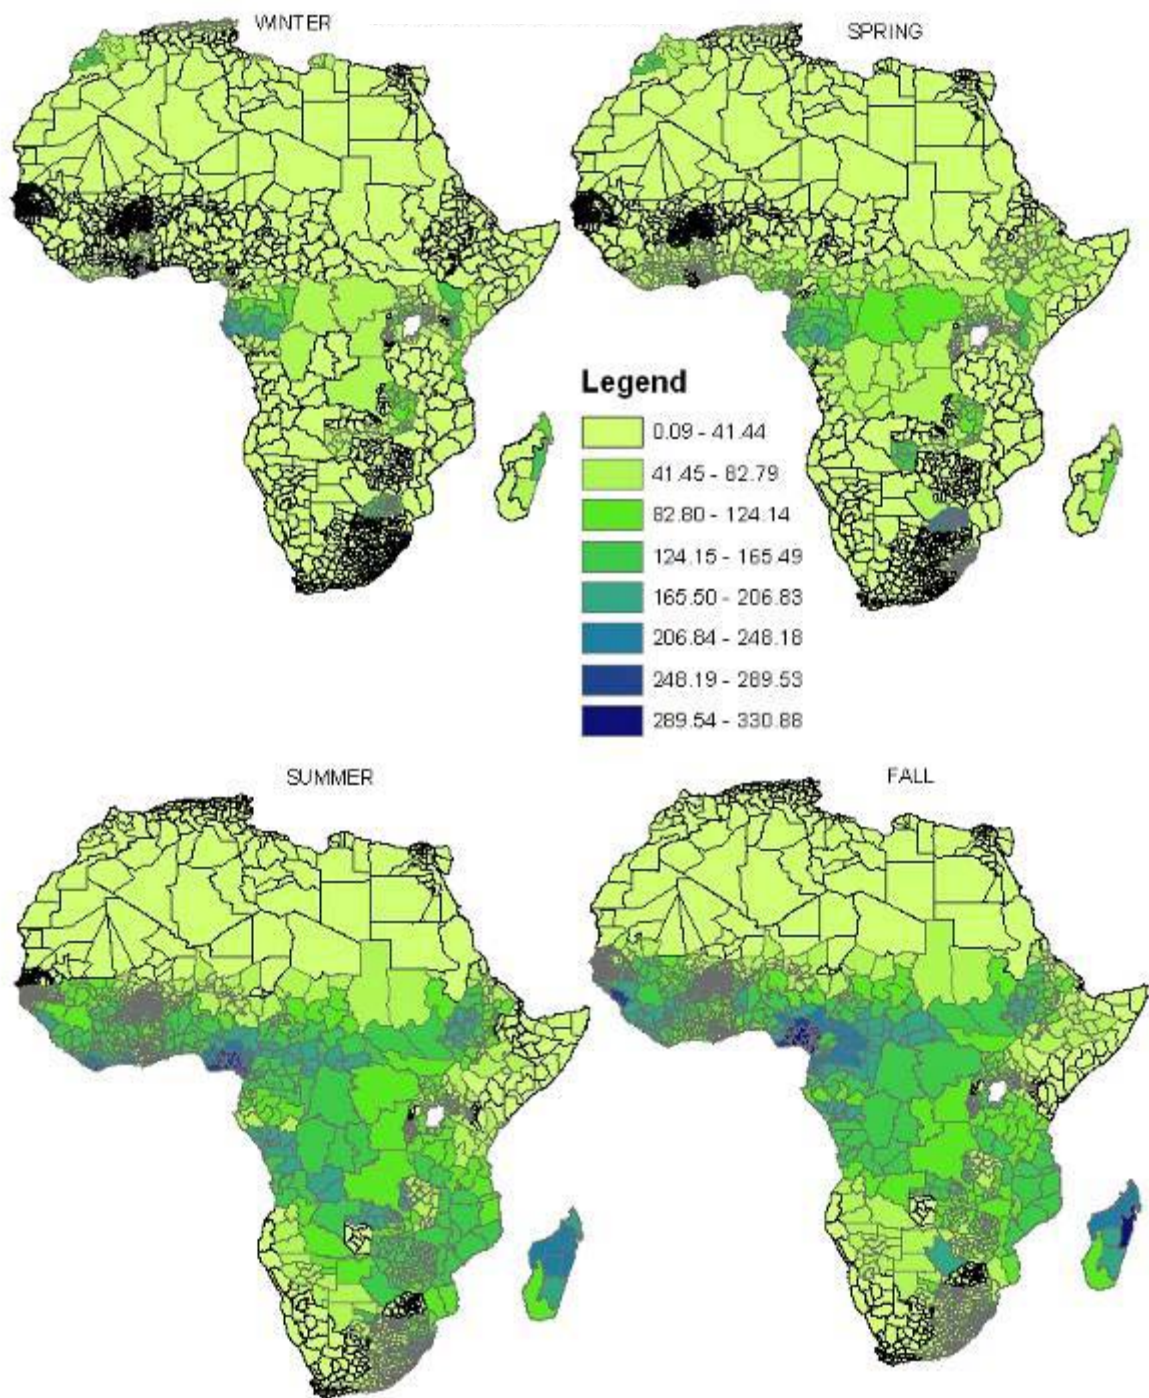 WINTER
SPRING
Legend
0.09 - 41.44
41.45 - 82.79
82.80 - 124.14
124.15 - 165.49
165.50 - 206.83
206.84 - 248.18
248.19 - 289.53
289.54 - 330.88
SUMMER
FALL